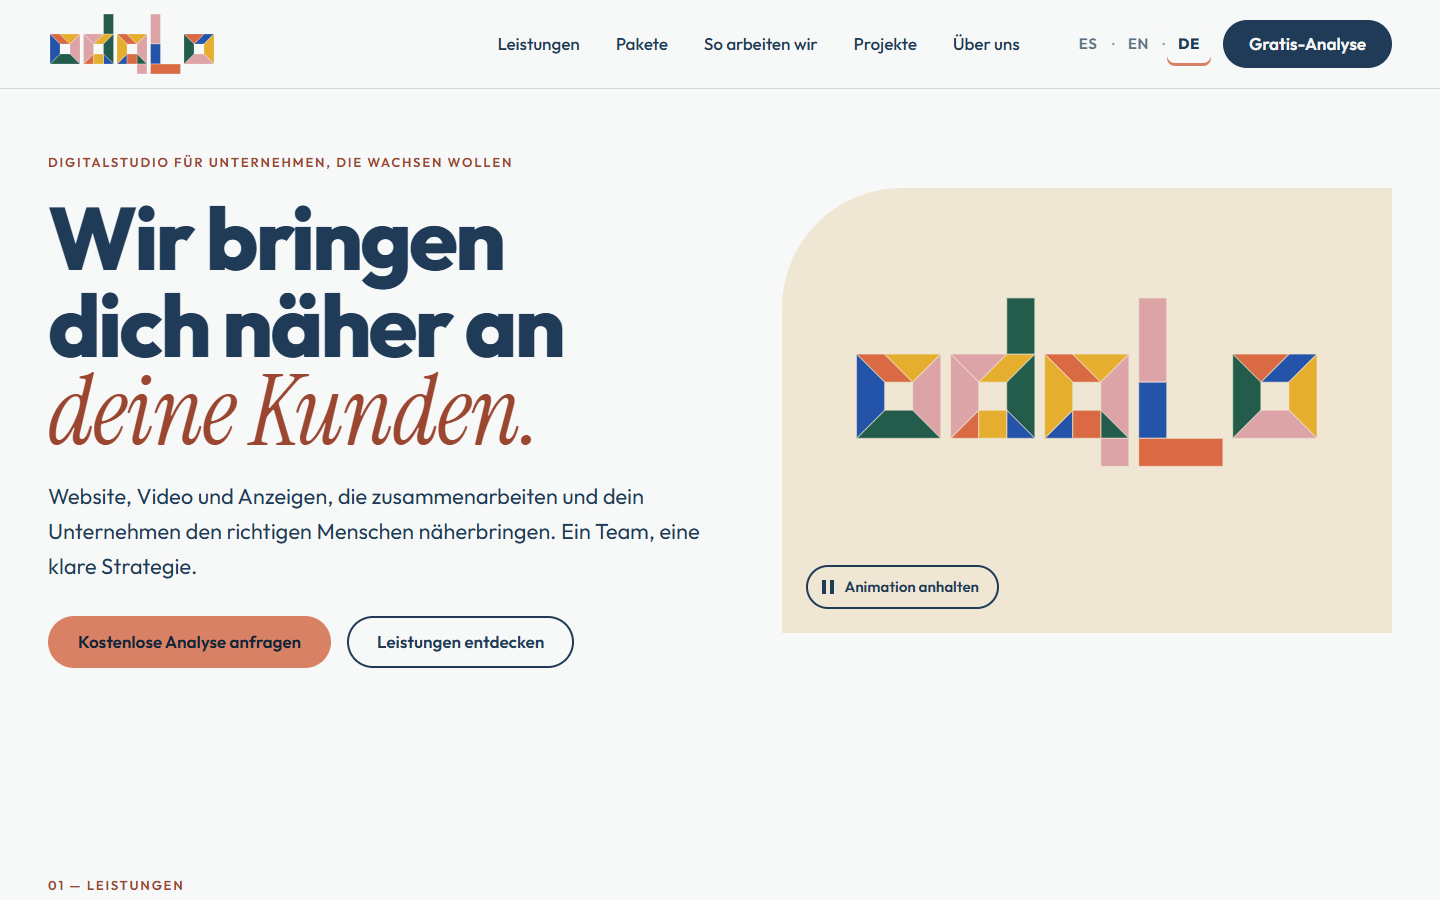 odqLo
Leistungen
Pakete
So arbeiten wir
Projekte
Über uns
ES · EN · DE
Gratis-Analyse
DIGITALSTUDIO FÜR UNTERNEHMEN, DIE WACHSEN WOLLEN
Wir bringen
dich näher an
deine Kunden.
Website, Video und Anzeigen, die zusammenarbeiten und dein
Unternehmen den richtigen Menschen näherbringen. Ein Team, eine
klare Strategie.
Kostenlose Analyse anfragen
Leistungen entdecken
odqLo
Animation anhalten
01 — LEISTUNGEN